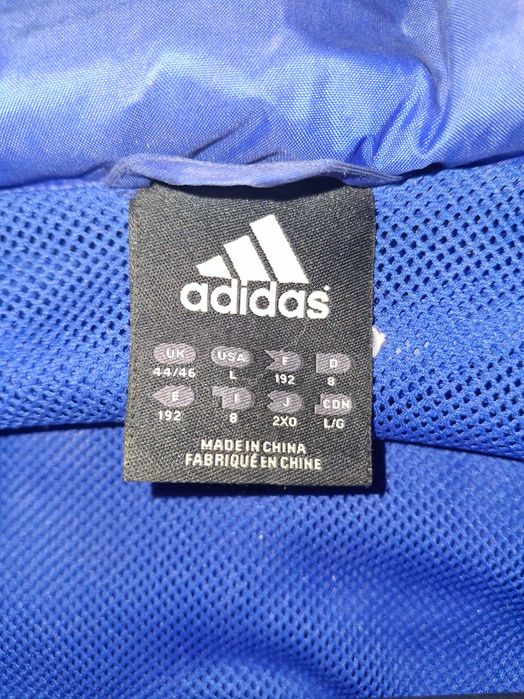 adidas
UK USA F D
44/46 L 192 8
E I J CDN
192 8 2XO L/G
MADE IN CHINA
FABRIQUÉ EN CHINE